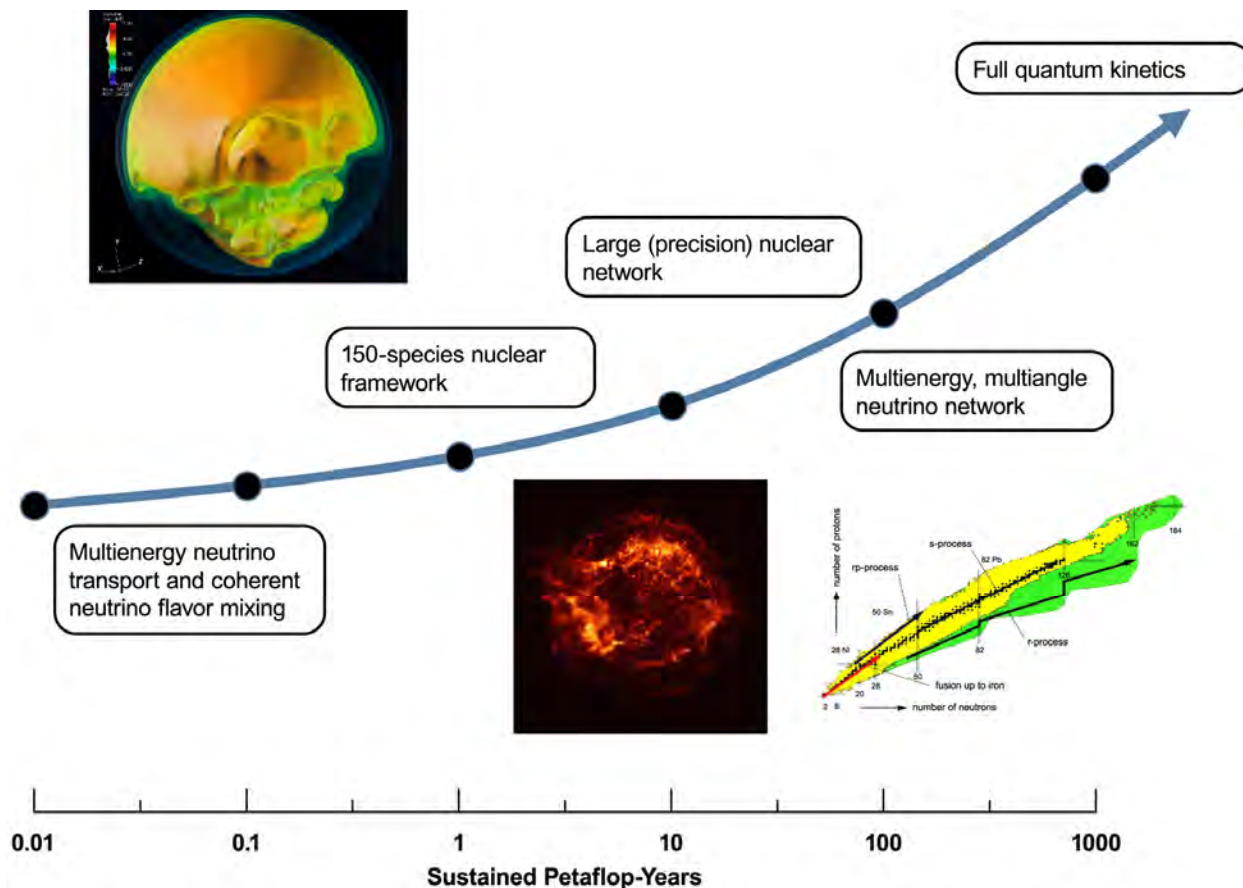 Full quantum kinetics
Large (precision) nuclear
network
150-species nuclear
framework
Multienergy, multiangle
neutrino network
Multienergy neutrino
transport and coherent
neutrino flavor mixing
number of protons
rp-process
s-process
r-process
fusion up to iron
number of neutrons
82 Pb
50 Sn
28 Ni
184
162
126
82
50
28
20
8
2
0.01
0.1
1
10
100
1000
Sustained Petaflop-Years